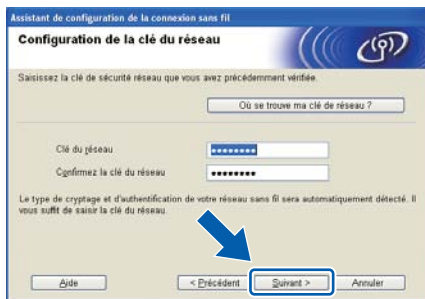 Assistant de configuration de la connexion sans fil
Configuration de la clé du réseau
Saisissez la clé de sécurité réseau que vous avez précédemment vérifiée.
Où se trouve ma clé de réseau ?
Clé du réseau
Confirmez la clé du réseau
Le type de cryptage et d'authentification de votre réseau sans fil sera automatiquement détecté. Il
vous suffit de saisir la clé du réseau.
Aide
< Précédent
Suivant >
Annuler